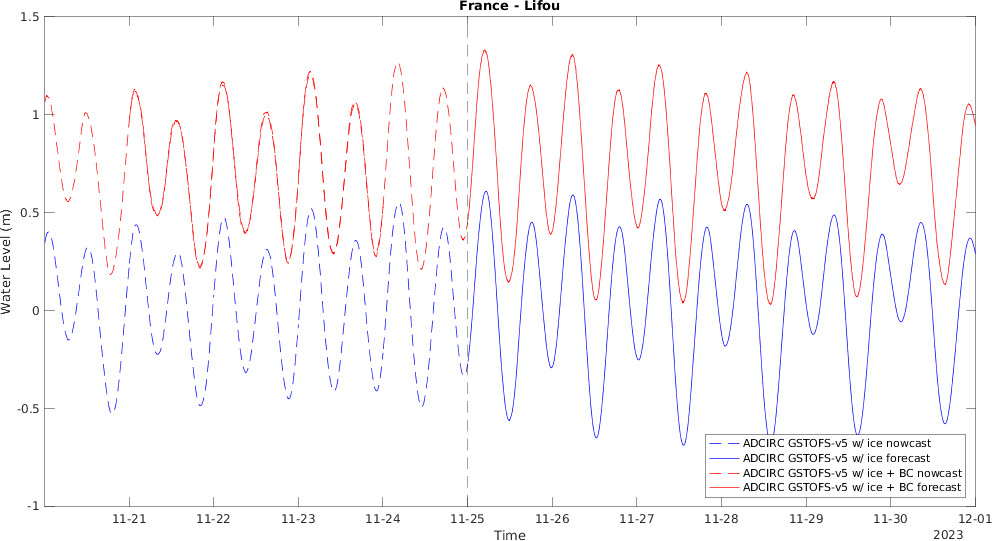 France - Lifou
Water Level (m)
1.5
1
0.5
0
-0.5
-1
11-21
11-22
11-23
11-24
11-25
11-26
11-27
11-28
11-29
11-30
12-01
Time
2023
ADCIRC GSTOFS-v5 w/ ice nowcast
ADCIRC GSTOFS-v5 w/ ice forecast
ADCIRC GSTOFS-v5 w/ ice + BC nowcast
ADCIRC GSTOFS-v5 w/ ice + BC forecast